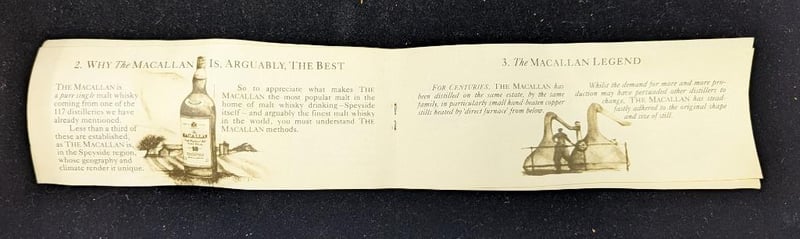 2. WHY The MACALLAN IS, ARGUABLY, THE BEST
THE MACALLAN is
a pure single malt whisky
coming from one of the
117 distilleries we have
already mentioned.
Less than a third of
these are established,
as THE MACALLAN is,
in the Speyside region,
whose geography and
climate render it unique.
So to appreciate what makes THE
MACALLAN the most popular malt in the
home of malt whisky drinking—Speyside
itself — and arguably the finest malt whisky
in the world, you must understand THE
MACALLAN methods.
MACALLAN
3. The MACALLAN LEGEND
FOR CENTURIES, THE MACALLAN has
been distilled on the same estate, by the same
family, in particularly small hand-beaten copper
stills heated by 'direct furnace' from below.
Whilst the demand for more and more pro-
duction may have persuaded other distillers to
change, THE MACALLAN has stead-
fastly adhered to the original shape
and size of still.